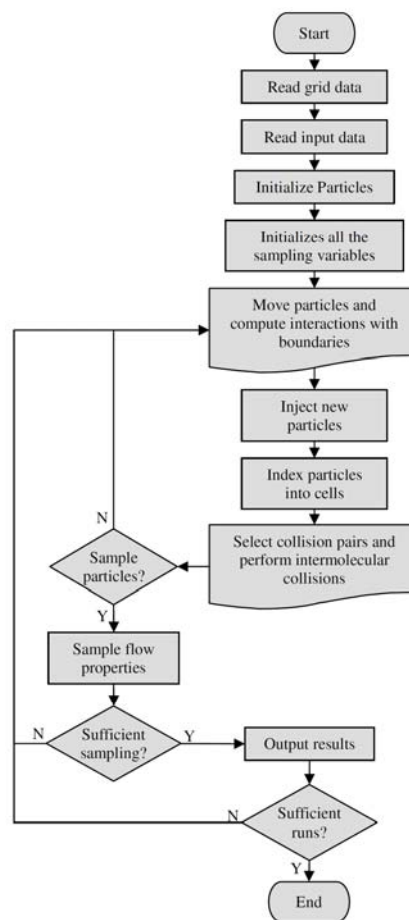 Start
Read grid data
Read input data
Initialize Particles
Initializes all the
sampling variables
Move particles and
compute interactions with
boundaries
Inject new
particles
Index particles
into cells
Select collision pairs and
perform intermolecular
collisions
N
Sample
particles?
Y
Sample flow
properties
N
Sufficient
sampling?
Y
Output results
N
Sufficient
runs?
Y
End